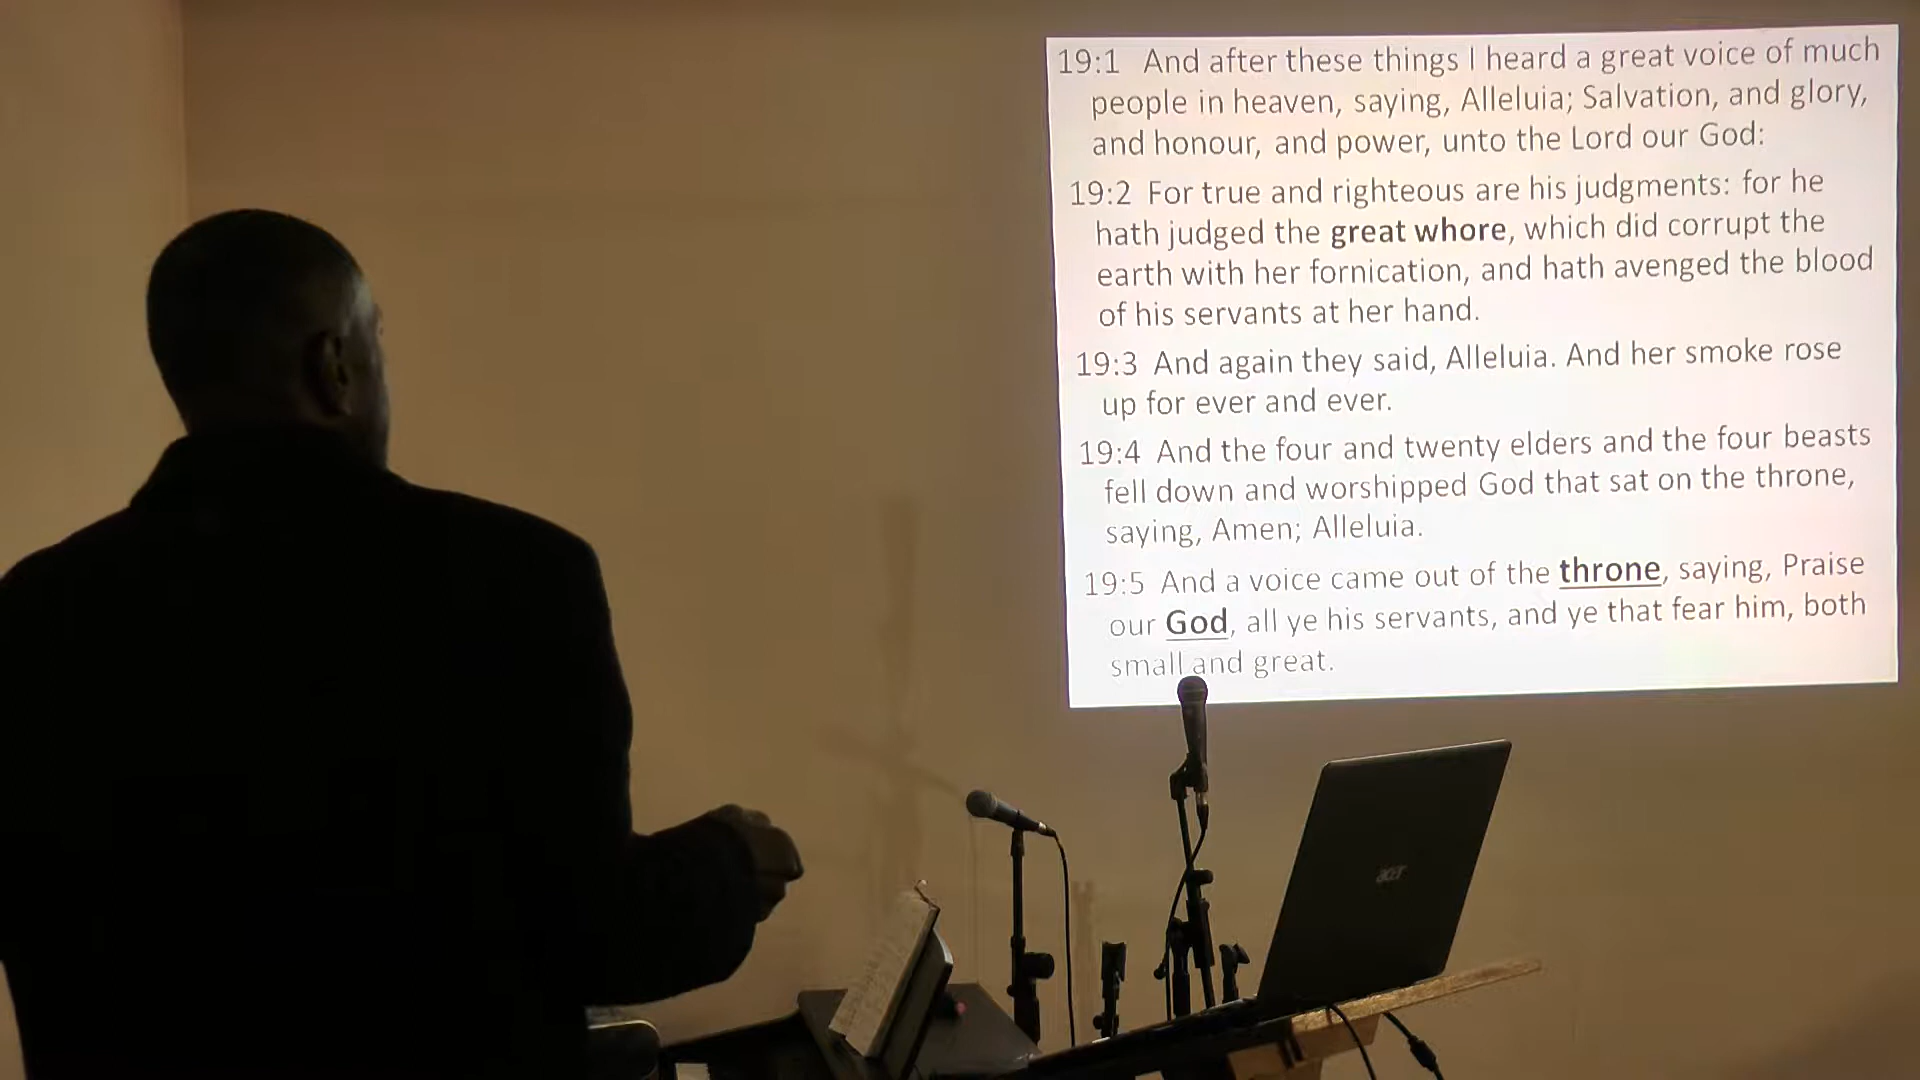 19:1 And after these things I heard a great voice of much
people in heaven, saying, Alleluia; Salvation, and glory,
and honour, and power, unto the Lord our God:
19:2 For true and righteous are his judgments: for he
hath judged the great whore, which did corrupt the
earth with her fornication, and hath avenged the blood
of his servants at her hand.
19:3 And again they said, Alleluia. And her smoke rose
up for ever and ever.
19:4 And the four and twenty elders and the four beasts
fell down and worshipped God that sat on the throne,
saying, Amen; Alleluia.
19:5 And a voice came out of the throne, saying, Praise
our God, all ye his servants, and ye that fear him, both
small and great.
acer